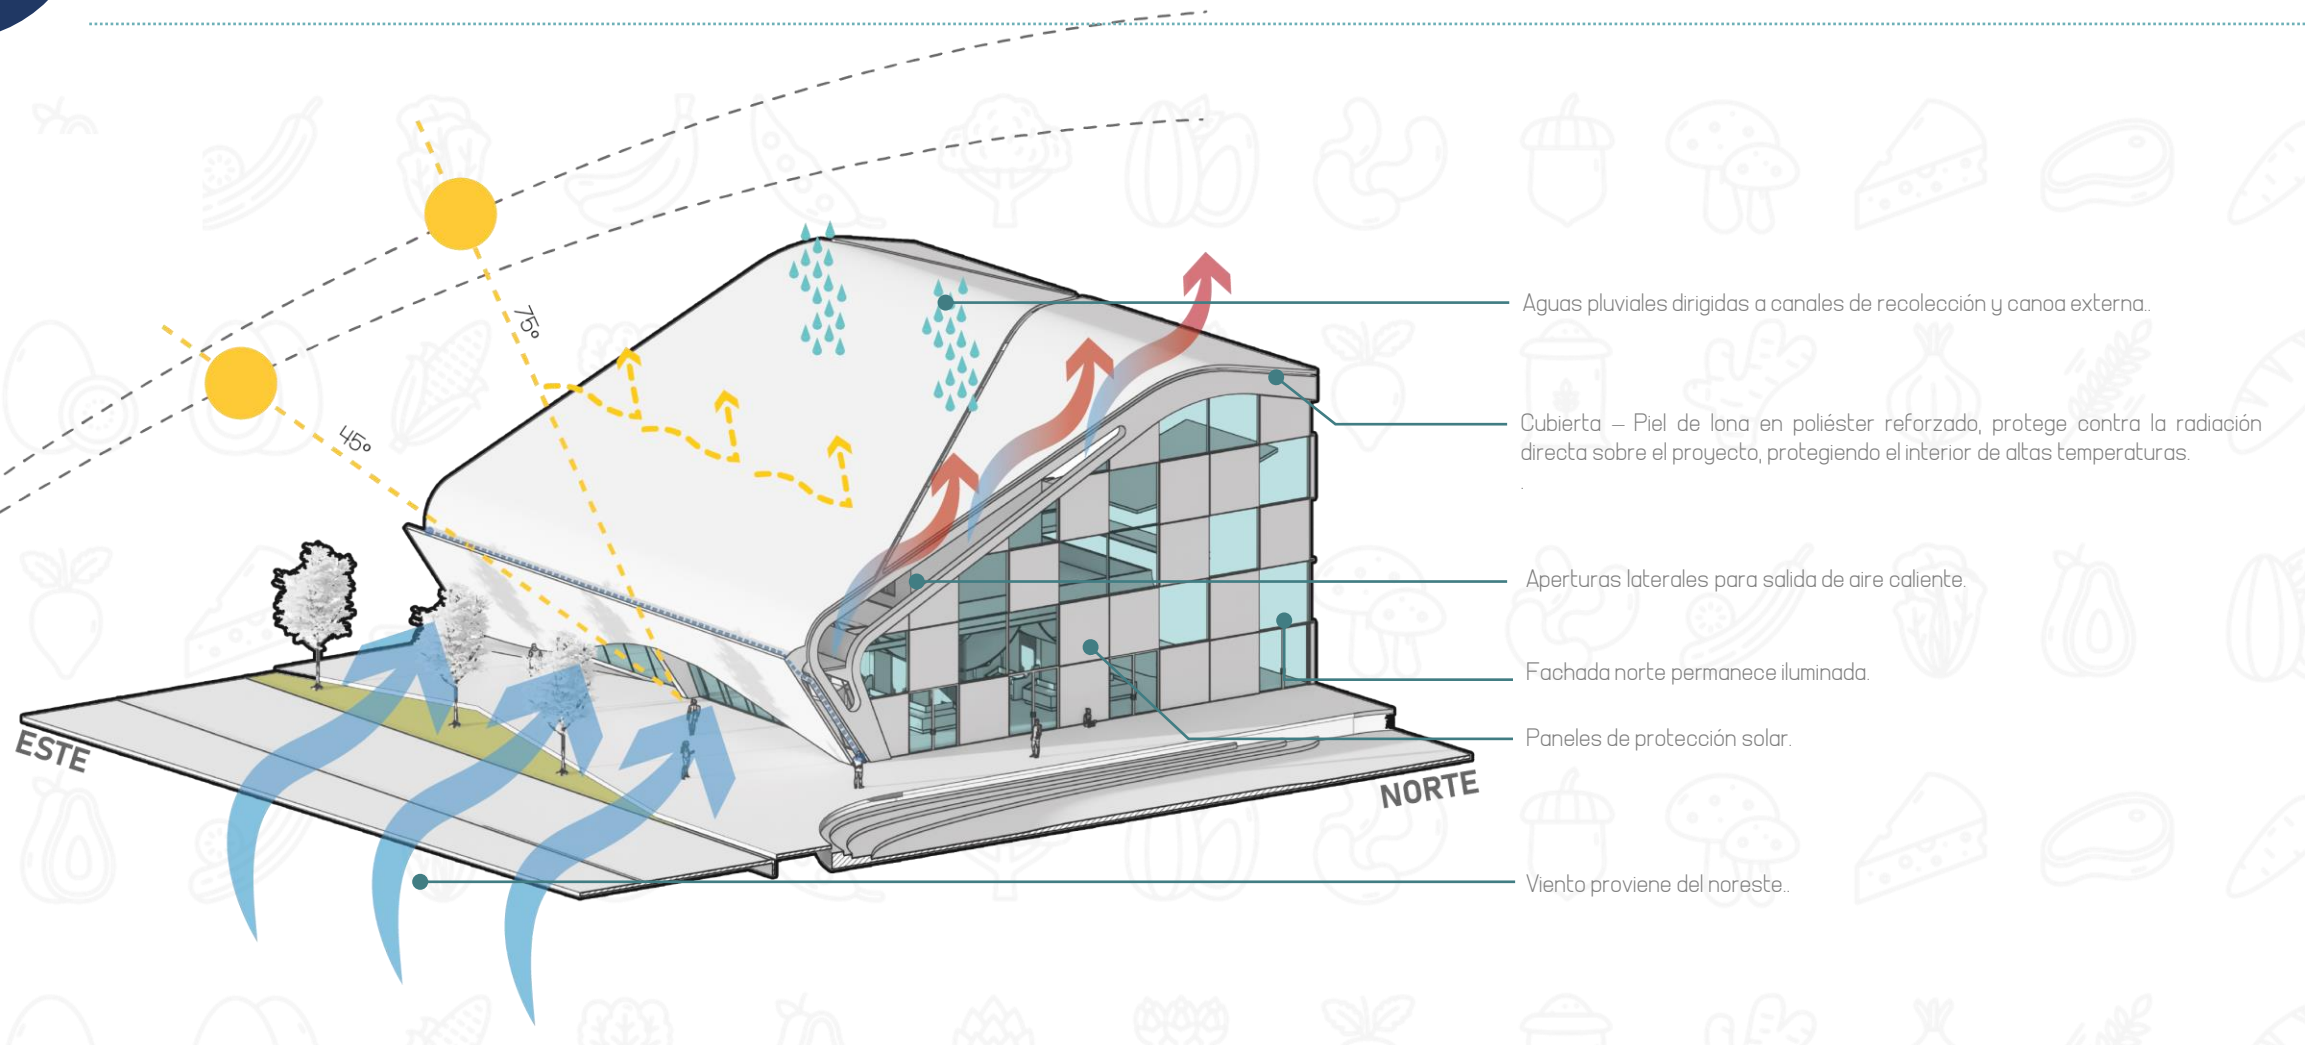 75°
45°
Aguas pluviales dirigidas a canales de recolección y canoa externa..
Cubierta – Piel de lona en poliéster reforzado, protege contra la radiación
directa sobre el proyecto, protegiendo el interior de altas temperaturas.
.
Aperturas laterales para salida de aire caliente.
Fachada norte permanece iluminada.
Paneles de protección solar.
ESTE
NORTE
Viento proviene del noreste..